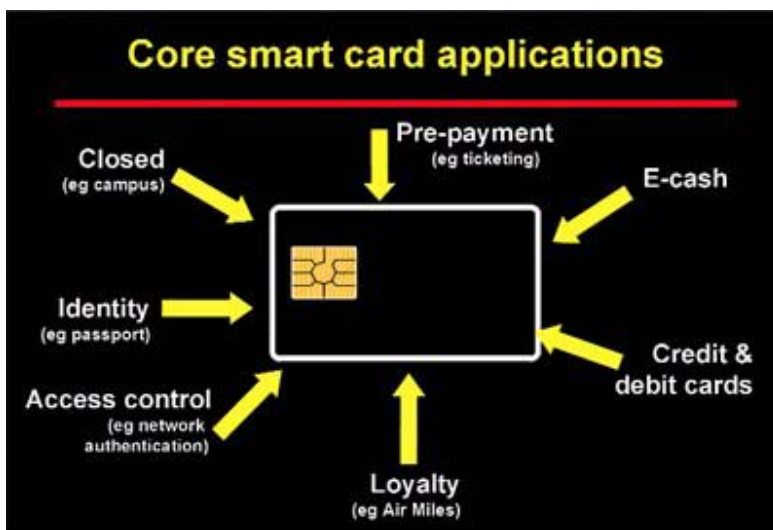 Core smart card applications
Pre-payment
(eg ticketing)
Closed
(eg campus)
E-cash
Identity
(eg passport)
Credit &
debit cards
Access control
(eg network
authentication)
Loyalty
(eg Air Miles)